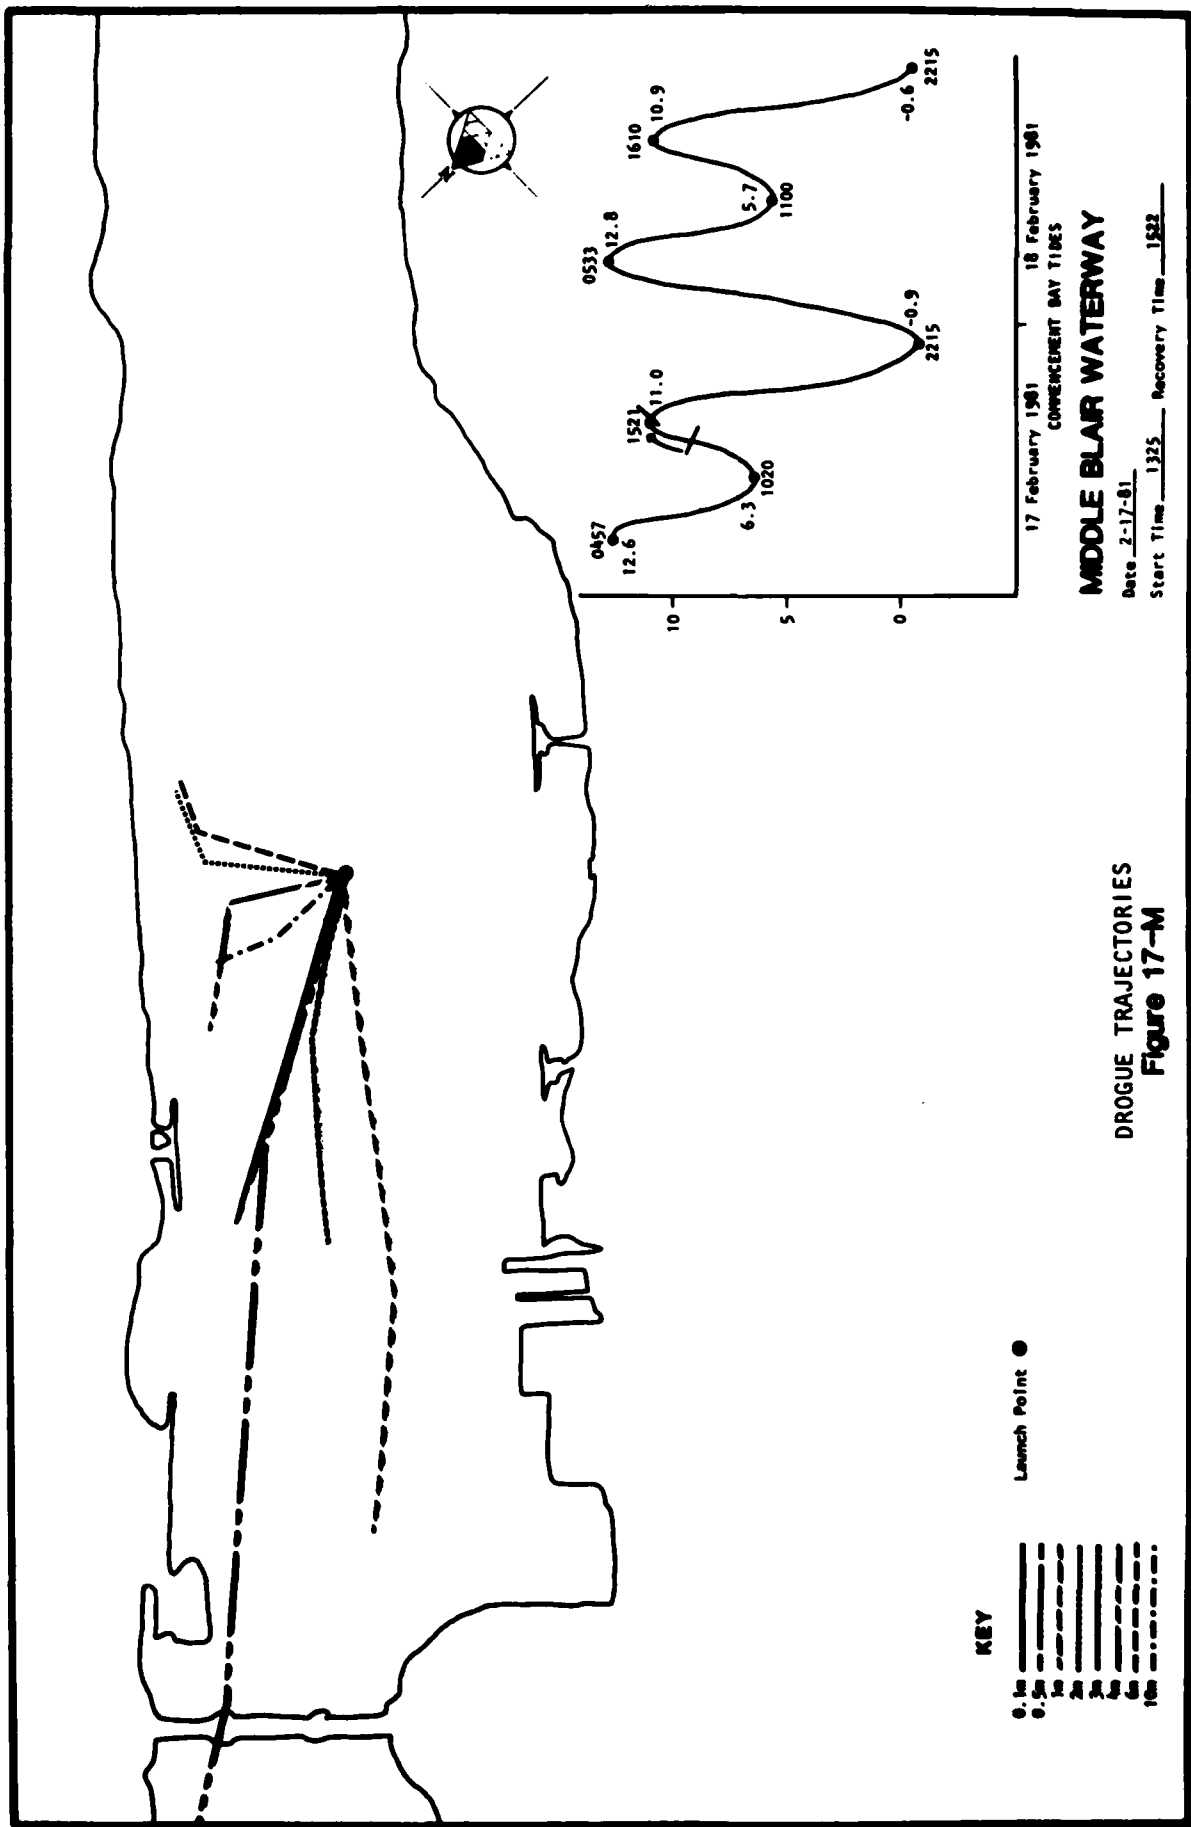 N
0457
12.6
6.3
1020
1521
11.0
-0.9
2215
0533
12.8
5.7
1100
1610
10.9
-0.6
2215
10
5
0
17 February 1981
18 February 1981
COMMENCEMENT BAY TIDES
MIDDLE BLAIR WATERWAY
Date 2-17-81
Start Time 1325 Recovery Time 1522
KEY
0.1m
0.5m
1m
2m
3m
4m
6m
10m
Launch Point
DROGUE TRAJECTORIES
Figure 17-M